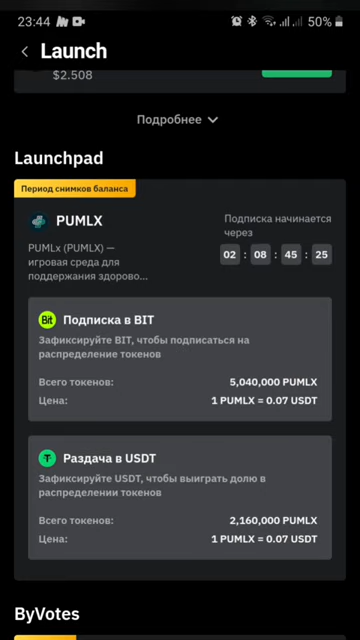 23:44 50%
Launch
$2.508
Подробнее
Launchpad
Период снимков баланса
PUMLX
PUMLx (PUMLX) —
игровая среда для
поддержания здорово...
Подписка начинается
через
02 : 08 : 45 : 25
Bit Подписка в BIT
Зафиксируйте BIT, чтобы подписаться на
распределение токенов
Всего токенов: 5,040,000 PUMLX
Цена: 1 PUMLX = 0.07 USDT
Раздача в USDT
Зафиксируйте USDT, чтобы выиграть долю в
распределении токенов
Всего токенов: 2,160,000 PUMLX
Цена: 1 PUMLX = 0.07 USDT
ByVotes